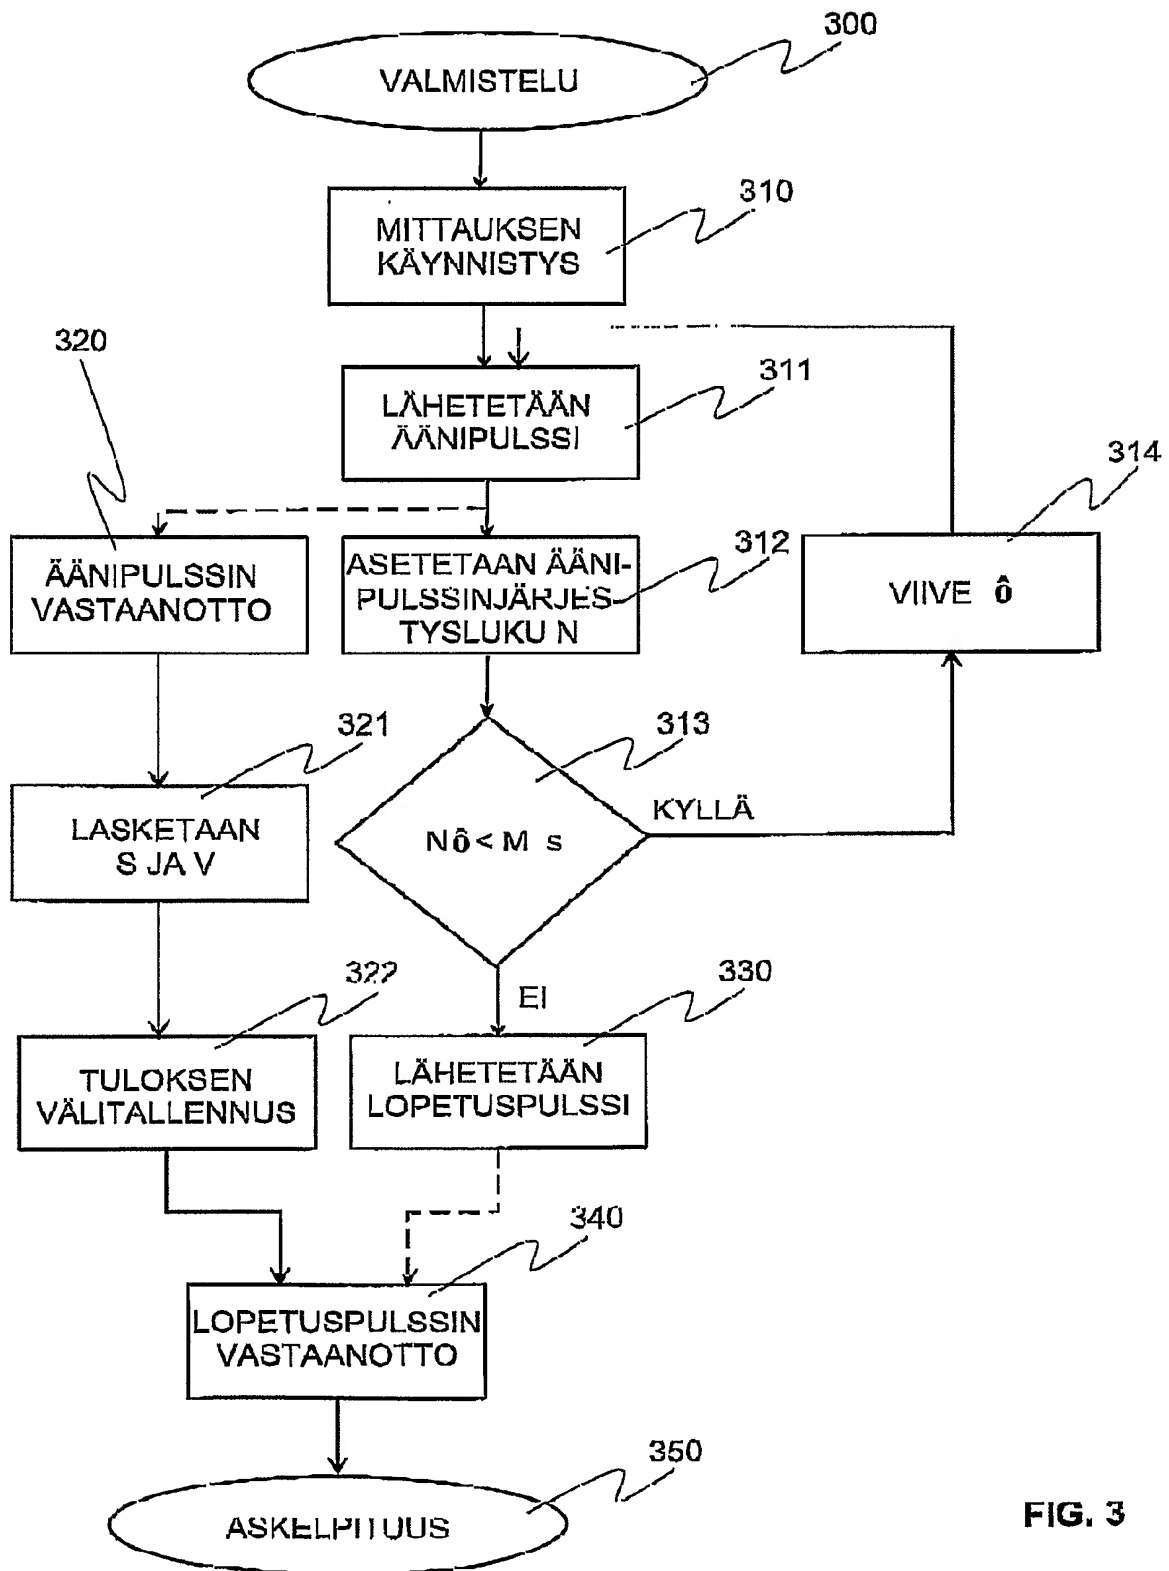 300
VALMISTELU
310
MITTAUKSEN
KÄYNNISTYS
320
311
LÄHETETÄÄN
ÄÄNIPULSSI
314
312
ÄÄNIPULSSIN
VASTAANOTTO
ASETETAAN ÄÄNI-
PULSSINJÄRJES-
TYSLUKU N
VIIVE ô
321
313
LASKETAAN
S JA V
Nô < M s
KYLLÄ
322
EI
330
TULOKSEN
VÄLITALLENNUS
LÄHETETÄÄN
LOPETUSPULSSI
340
LOPETUSPULSSIN
VASTAANOTTO
350
ASKELPITUUS
FIG. 3